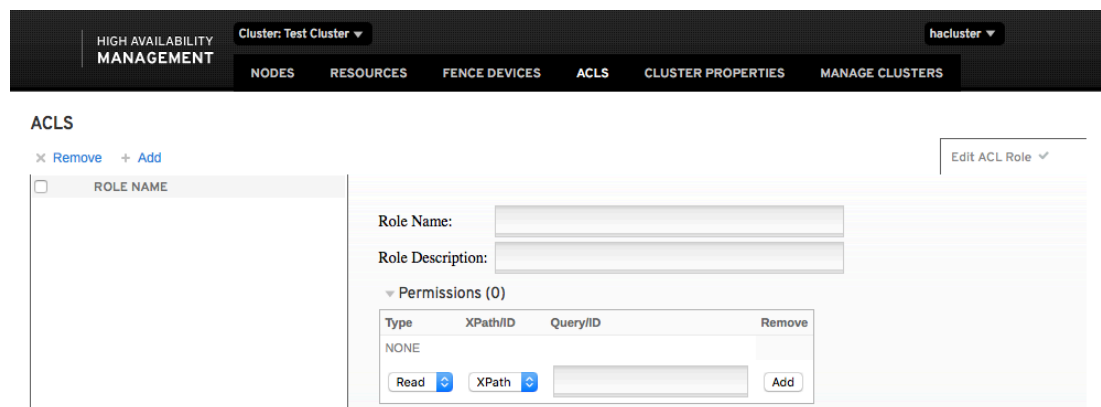 HIGH AVAILABILITY
MANAGEMENT
Cluster: Test Cluster
hacluster
NODES RESOURCES FENCE DEVICES ACLS CLUSTER PROPERTIES MANAGE CLUSTERS
ACLS
× Remove + Add
Edit ACL Role
ROLE NAME
Role Name:
Role Description:
Permissions (0)
Type XPath/ID Query/ID Remove
NONE
Read XPath Add